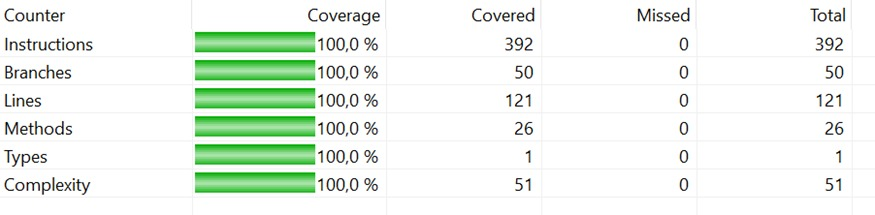 Counter Coverage Covered Missed Total
Instructions 100,0 % 392 0 392
Branches 100,0 % 50 0 50
Lines 100,0 % 121 0 121
Methods 100,0 % 26 0 26
Types 100,0 % 1 0 1
Complexity 100,0 % 51 0 51